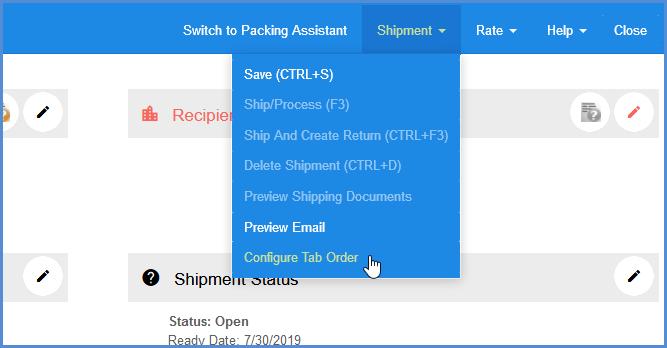 Switch to Packing Assistant Shipment Rate Help Close
Save (CTRL+S)
Ship/Process (F3)
Ship And Create Return (CTRL+F3)
Delete Shipment (CTRL+D)
Preview Shipping Documents
Preview Email
Configure Tab Order
Recipien
Shipment Status
Status: Open
Ready Date: 7/30/2019